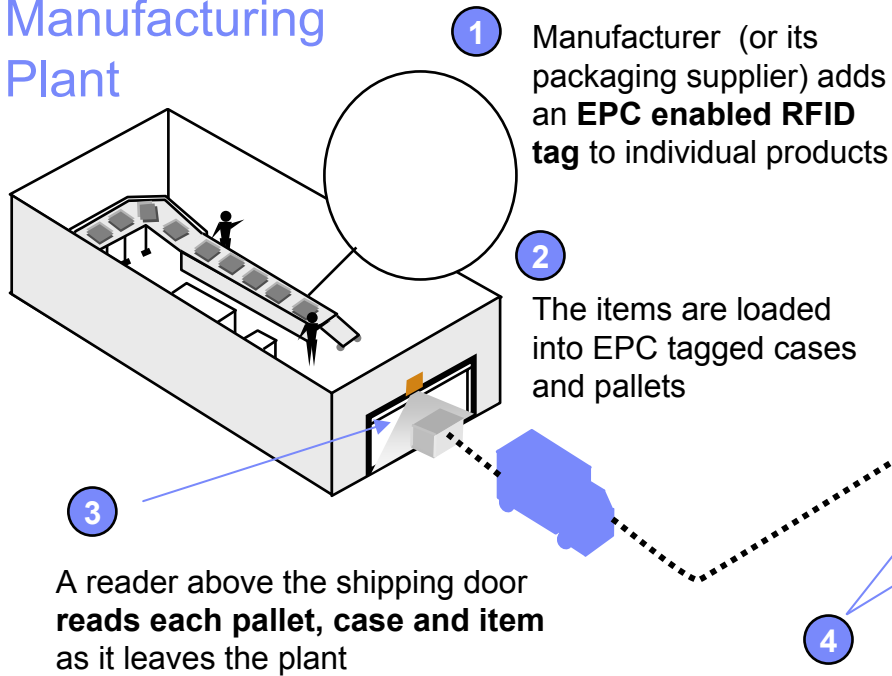 Manufacturing
Plant
1
Manufacturer (or its
packaging supplier) adds
an EPC enabled RFID
tag to individual products
2
The items are loaded
into EPC tagged cases
and pallets
3
A reader above the shipping door
reads each pallet, case and item
as it leaves the plant
4